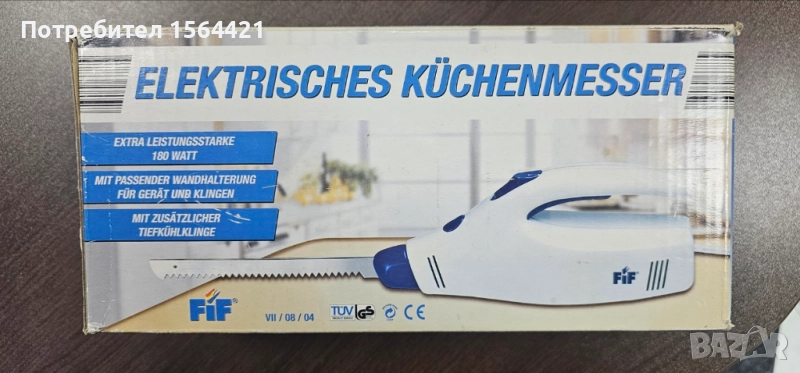 Потребител 1564421
ELEKTRISCHES KÜCHENMESSER
EXTRA LEISTUNGSSTARKE
180 WATT
MIT PASSENDER WANDHALTERUNG
FÜR GERÄT UND KLINGEN
MIT ZUSÄTZLICHER
TIEFKÜHLKLINGE
FiF
FiF®
VII / 08 / 04
TÜV
GS
CE
BAZAR